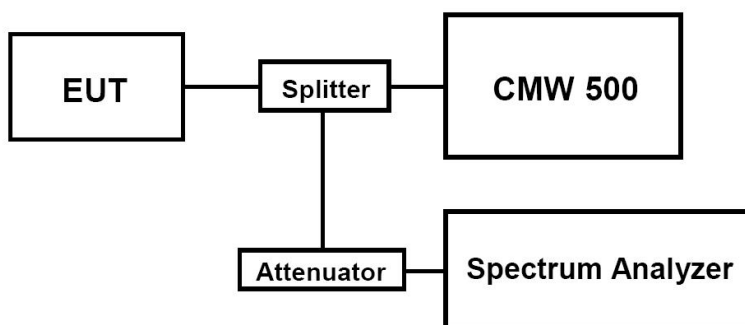 EUT
Splitter
CMW 500
Attenuator
Spectrum Analyzer